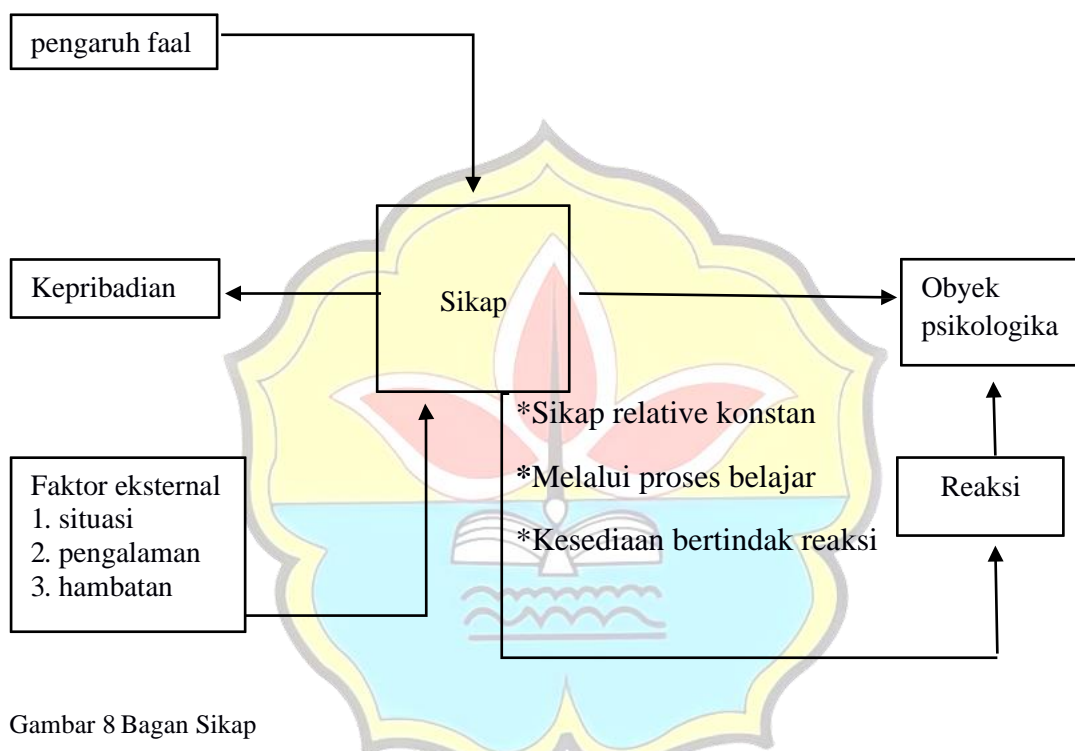 pengaruh faal
Kepribadian
Sikap
Obyek
psikologika
*Sikap relative konstan
*Melalui proses belajar
*Kesediaan bertindak reaksi
Faktor eksternal
1. situasi
2. pengalaman
3. hambatan
Reaksi
Gambar 8 Bagan Sikap